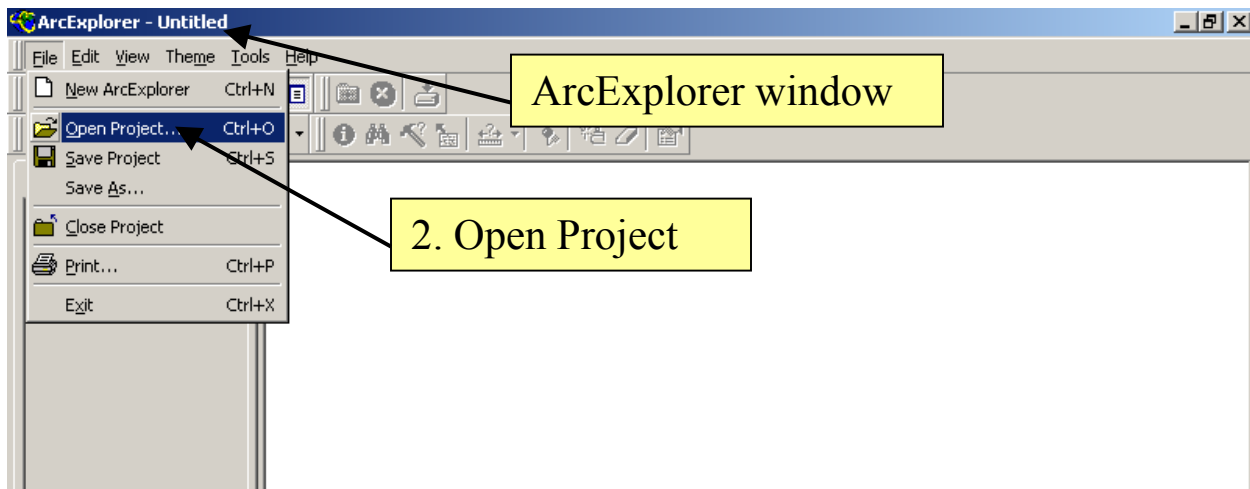 ArcExplorer - Untitled
File Edit View Theme Tools Help
ArcExplorer window
New ArcExplorer Ctrl+N
Open Project... Ctrl+O
Save Project Ctrl+S
Save As...
2. Open Project
Close Project
Print... Ctrl+P
Exit Ctrl+X